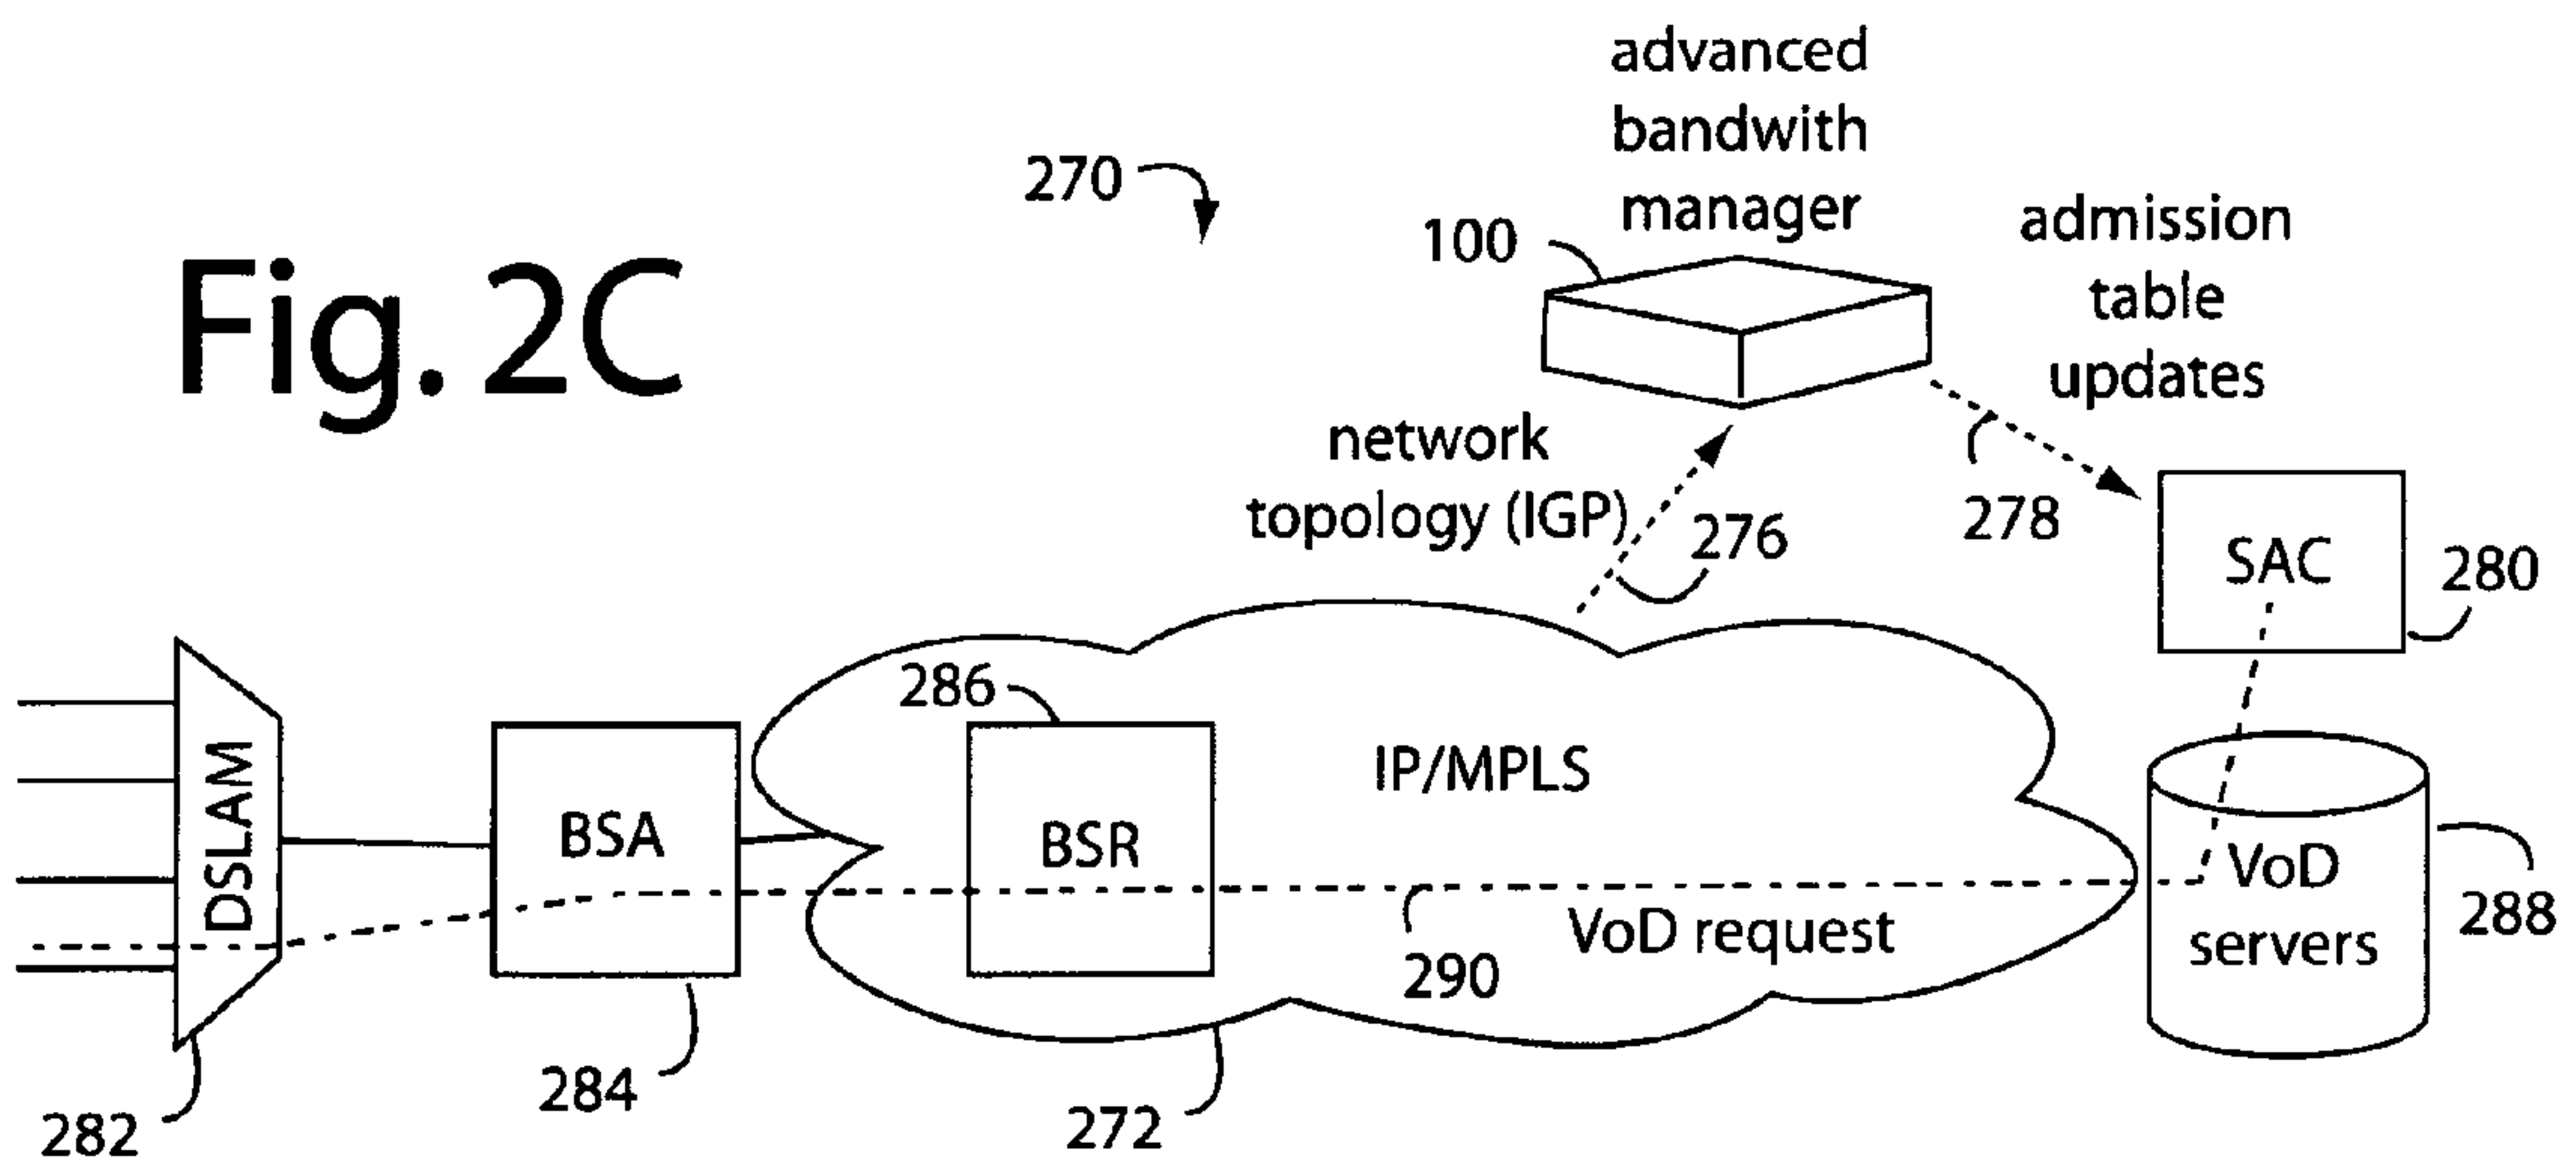 Fig. 2C
270
advanced
bandwith
manager
100
admission
table
updates
network
topology (IGP)
276
278
SAC
280
286
IP/MPLS
DSLAM
BSA
BSR
VoD
servers
288
VoD request
290
284
272
282